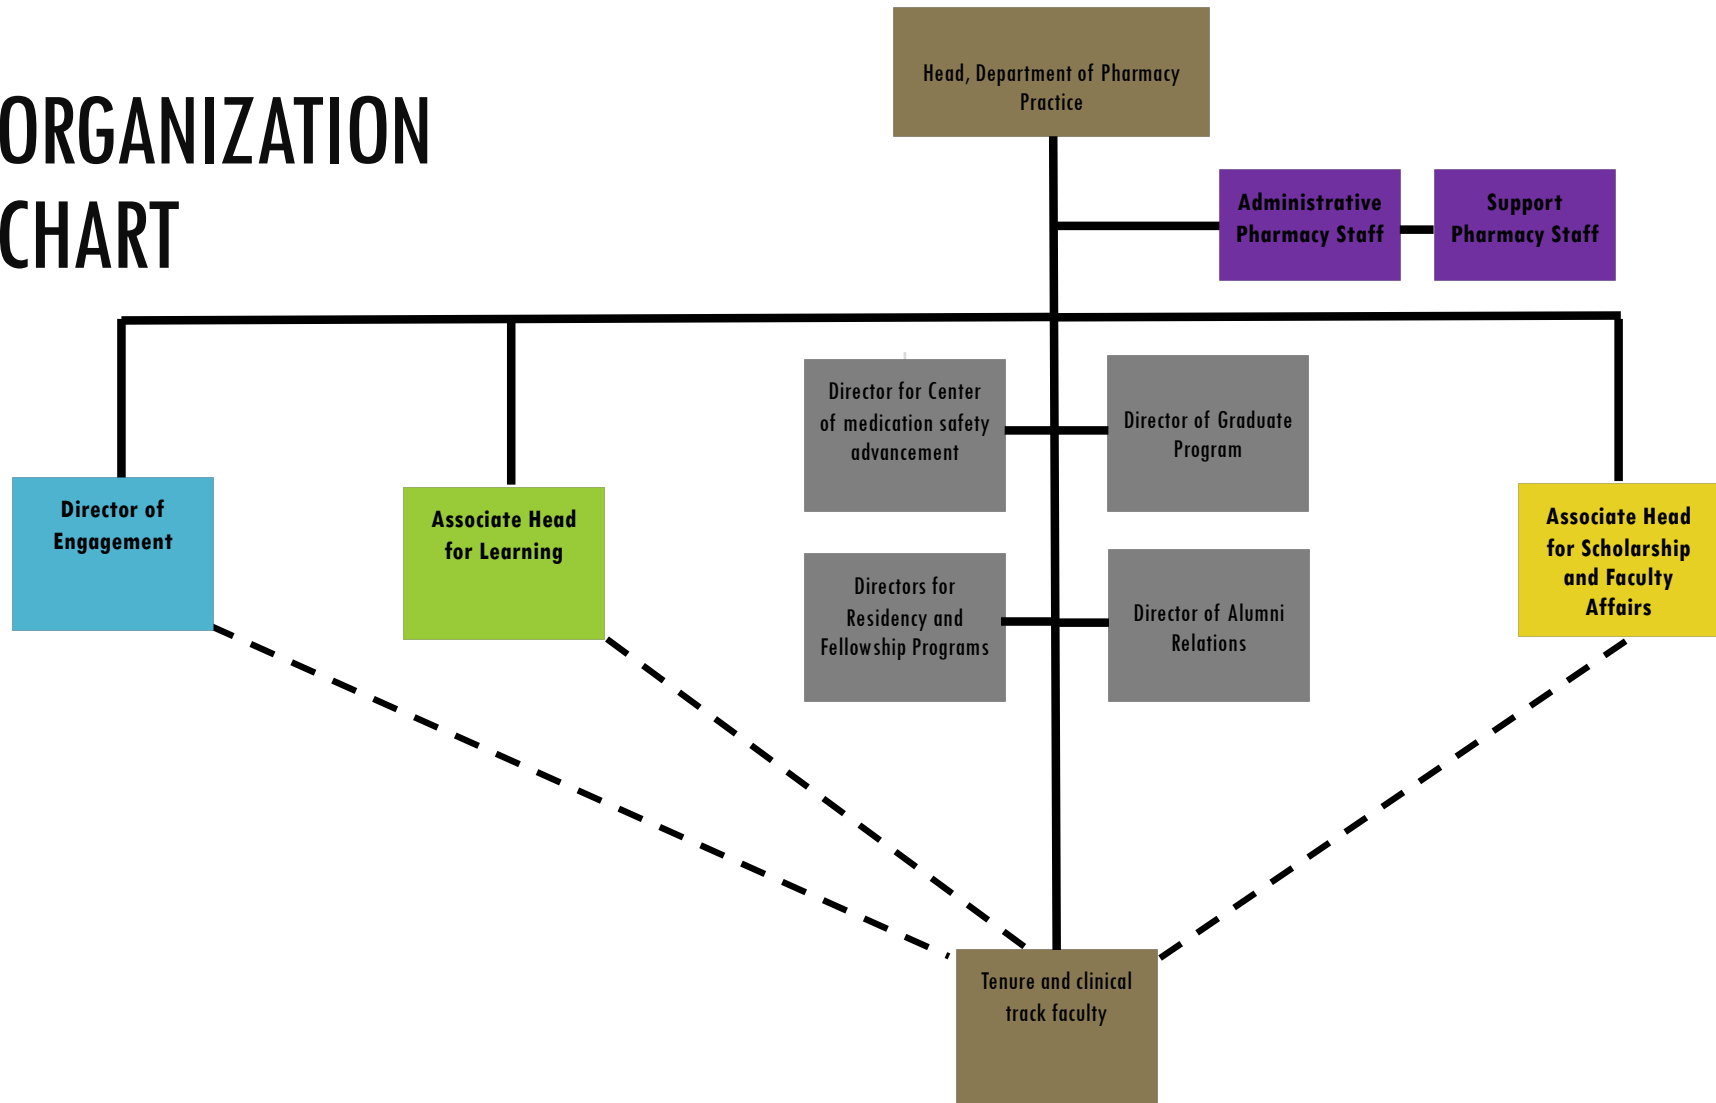 ORGANIZATION
CHART
Head, Department of Pharmacy
Practice
Administrative
Pharmacy Staff
Support
Pharmacy Staff
Director for Center
of medication safety
advancement
Director of Graduate
Program
Director of
Engagement
Associate Head
for Learning
Associate Head
for Scholarship
and Faculty
Affairs
Directors for
Residency and
Fellowship Programs
Director of Alumni
Relations
Tenure and clinical
track faculty